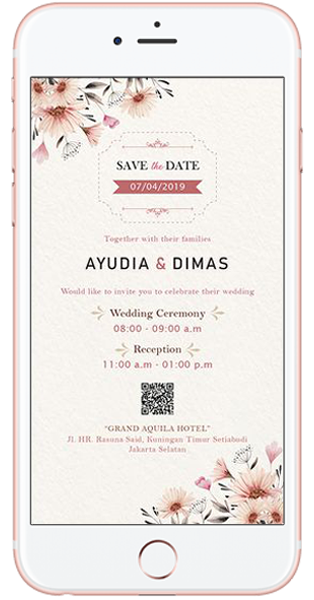 SAVE the DATE
07/04/2019
Together with their families
AYUDIA & DIMAS
Would like to invite you to celebrate their wedding
Wedding Ceremony
08:00 - 09:00 a.m
Reception
11:00 a.m - 01:00 p.m
"GRAND AQUILA HOTEL"
Jl. HR. Rasuna Said, Kuningan Timur Setiabudi
Jakarta Selatan